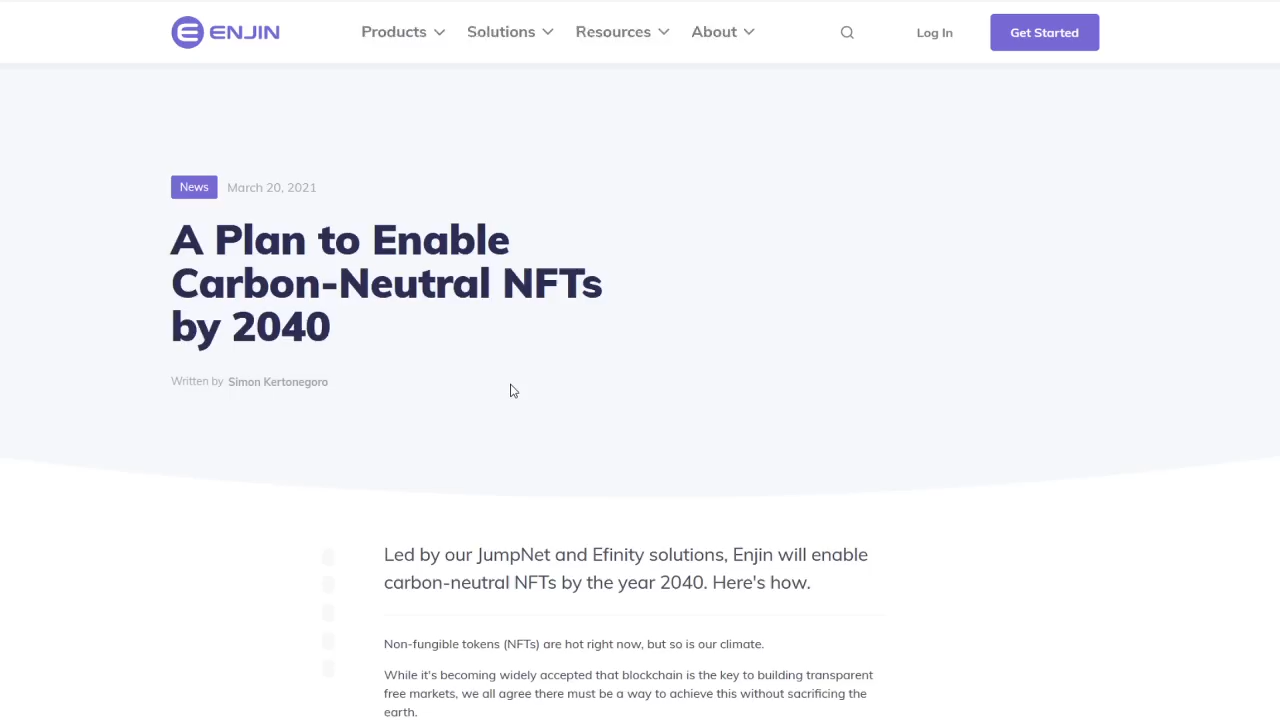 ENJIN
Products
Solutions
Resources
About
Log In
Get Started
News
March 20, 2021
A Plan to Enable
Carbon-Neutral NFTs
by 2040
Written by Simon Kertonegoro
Led by our JumpNet and Efinity solutions, Enjin will enable
carbon-neutral NFTs by the year 2040. Here's how.
Non-fungible tokens (NFTs) are hot right now, but so is our climate.
While it's becoming widely accepted that blockchain is the key to building transparent
free markets, we all agree there must be a way to achieve this without sacrificing the
earth.